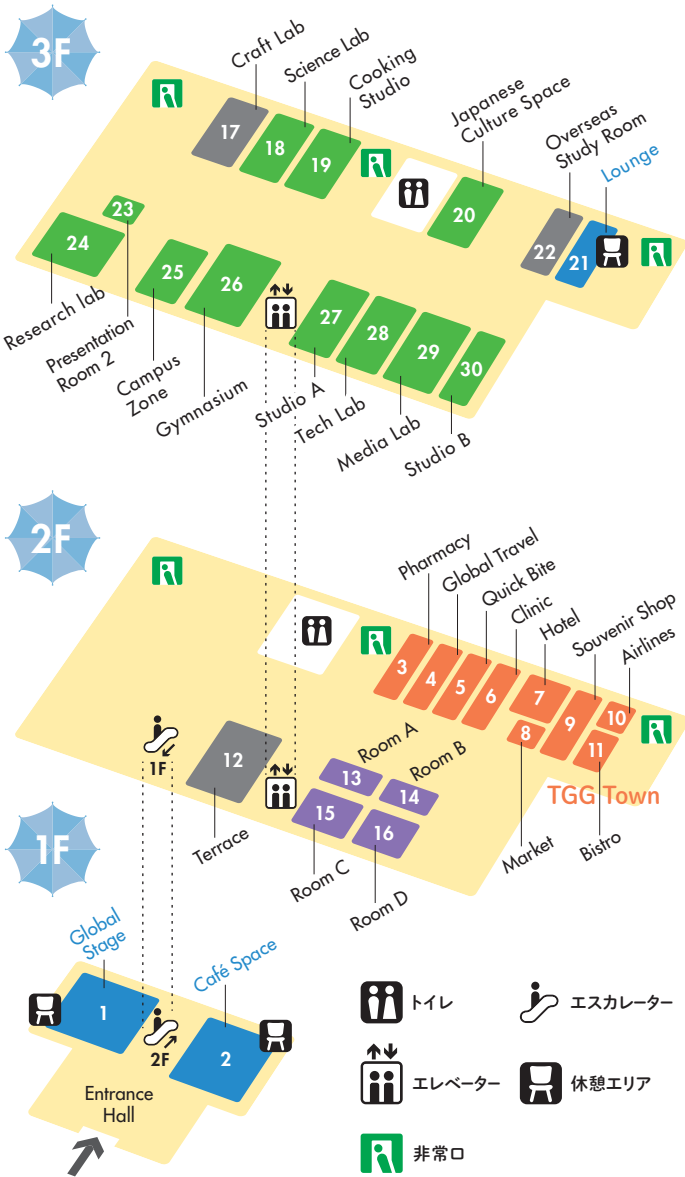 3F
Craft Lab
Science Lab
Cooking
Studio
Japanese
Culture Space
Overseas
Study Room
Lounge
17
18
19
20
22
21
23
24
25
26
27
28
29
30
Research lab
Presentation
Room 2
Campus
Zone
Gymnasium
Studio A
Tech Lab
Media Lab
Studio B
2F
Pharmacy
Global Travel
Quick Bite
Clinic
Hotel
Souvenir Shop
Airlines
3
4
5
6
7
8
9
10
11
1F
12
Room A
Room B
13
14
15
16
TGG Town
Terrace
Room C
Room D
Market
Bistro
1F
Global
Stage
Café Space
1
2F
2
Entrance
Hall
トイレ
エスカレーター
エレベーター
休憩エリア
非常口